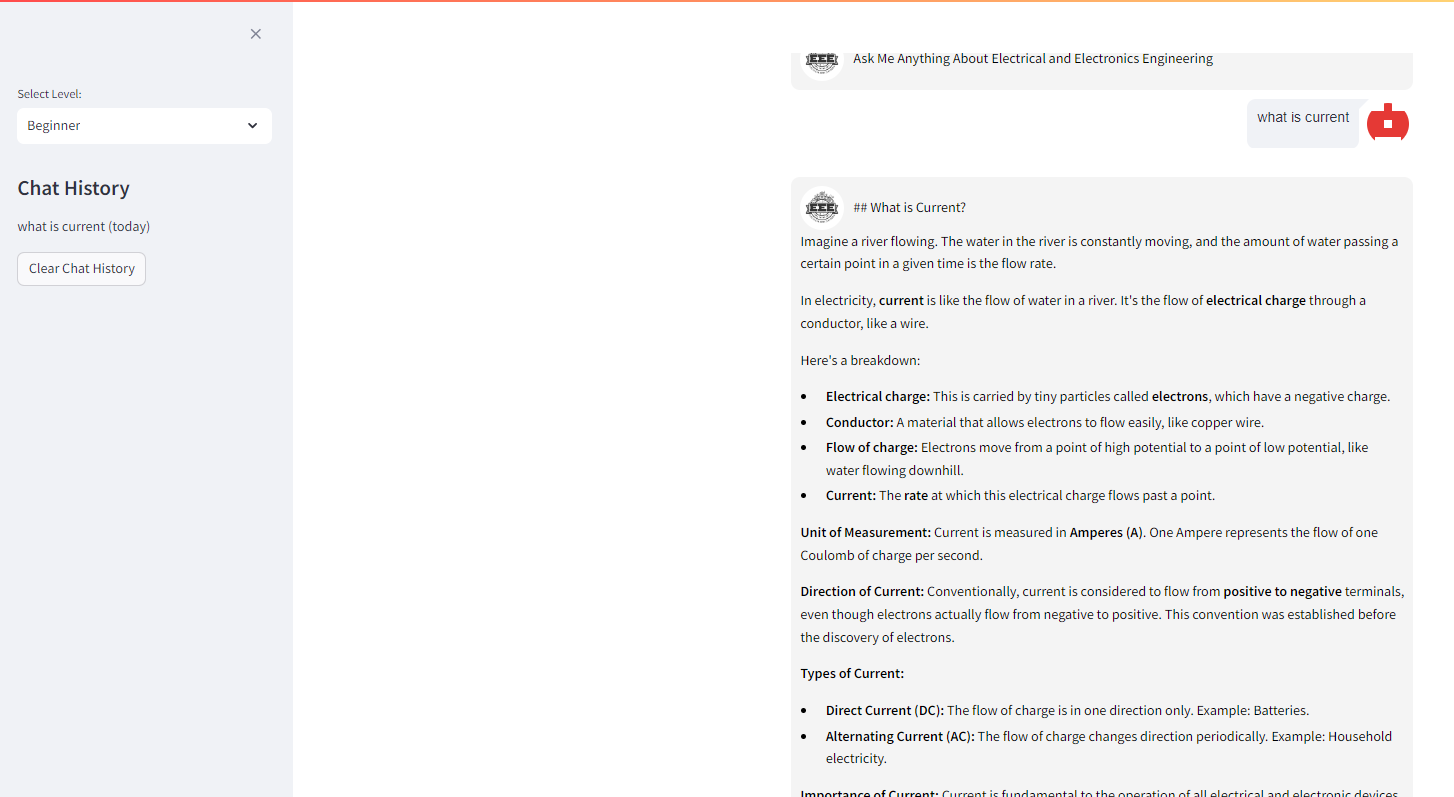 Select Level:
Beginner
Chat History
what is current (today)
Clear Chat History
EEE
Ask Me Anything About Electrical and Electronics Engineering
what is current
EEE
## What is Current?
Imagine a river flowing. The water in the river is constantly moving, and the amount of water passing a
certain point in a given time is the flow rate.
In electricity, current is like the flow of water in a river. It's the flow of electrical charge through a
conductor, like a wire.
Here's a breakdown:
Electrical charge: This is carried by tiny particles called electrons, which have a negative charge.
Conductor: A material that allows electrons to flow easily, like copper wire.
Flow of charge: Electrons move from a point of high potential to a point of low potential, like
water flowing downhill.
Current: The rate at which this electrical charge flows past a point.
Unit of Measurement: Current is measured in Amperes (A). One Ampere represents the flow of one
Coulomb of charge per second.
Direction of Current: Conventionally, current is considered to flow from positive to negative terminals,
even though electrons actually flow from negative to positive. This convention was established before
the discovery of electrons.
Types of Current:
Direct Current (DC): The flow of charge is in one direction only. Example: Batteries.
Alternating Current (AC): The flow of charge changes direction periodically. Example: Household
electricity.
Importance of Current: Current is fundamental to the operation of all electrical and electronic devices.